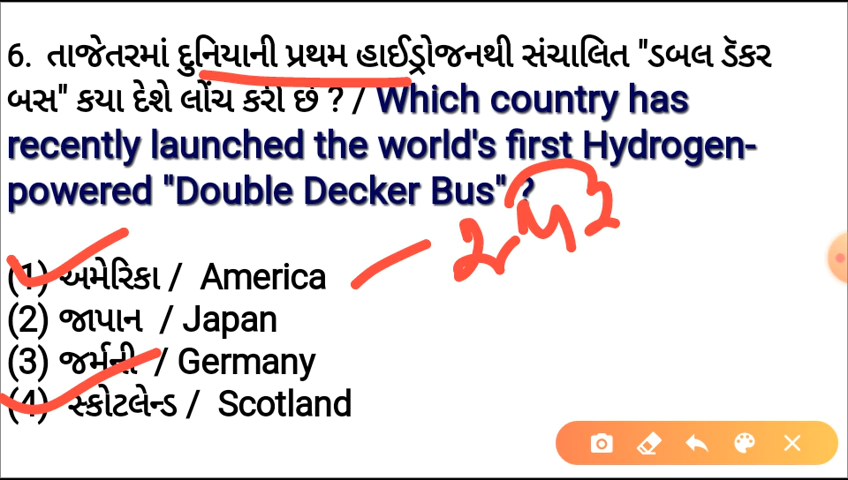 6. તાજેતરમાં દુનિયાની પ્રથમ હાઈડ્રોજનથી સંચાલિત "ડબલ ડૅકર
બસ" કયા દેશે લોંચ કરી છે ? / Which country has
recently launched the world's first Hydrogen-
powered "Double Decker Bus" ?
(1) અમેરિકા / America
(2) જાપાન / Japan
(3) જર્મની / Germany
(4) સ્કોટલેન્ડ / Scotland